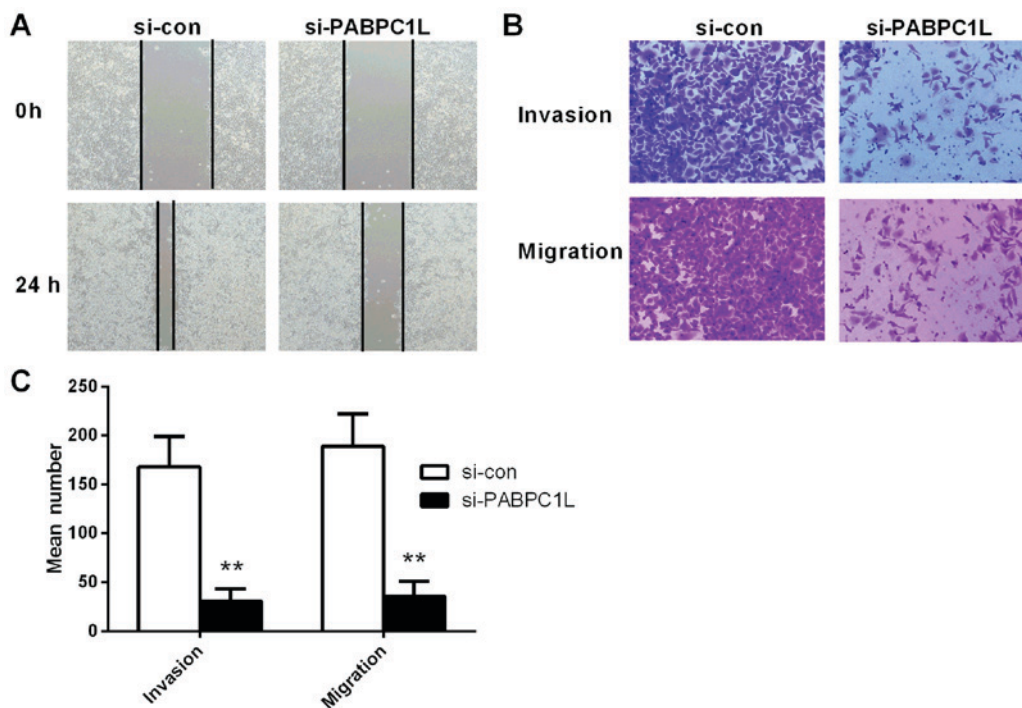 A
si-con si-PABPC1L
0h
24 h
B
si-con si-PABPC1L
Invasion
Migration
C
Mean number
250
200
150
100
50
0
**
**
si-con
si-PABPC1L
Invasion
Migration